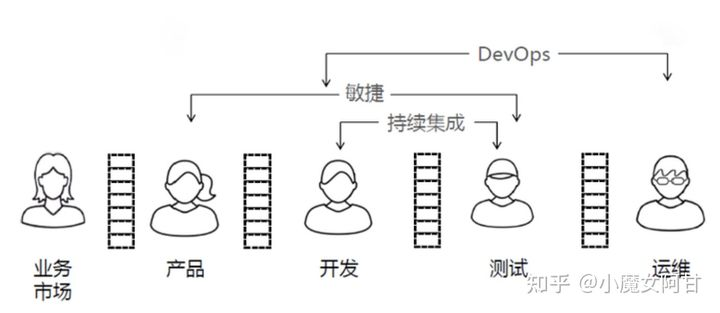 DevOps
敏捷
持续集成
业务
市场
产品
开发
测试
运维
知乎 @小魔女阿甘